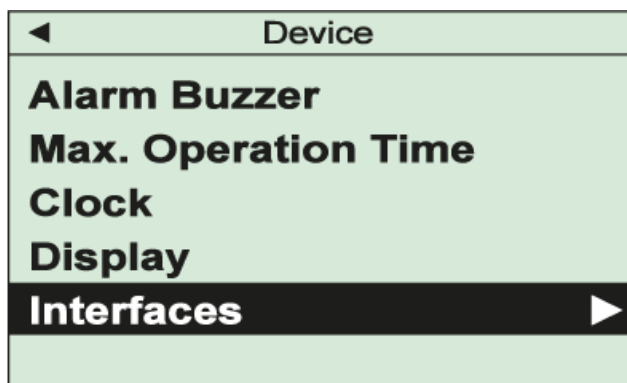 Device
Alarm Buzzer
Max. Operation Time
Clock
Display
Interfaces